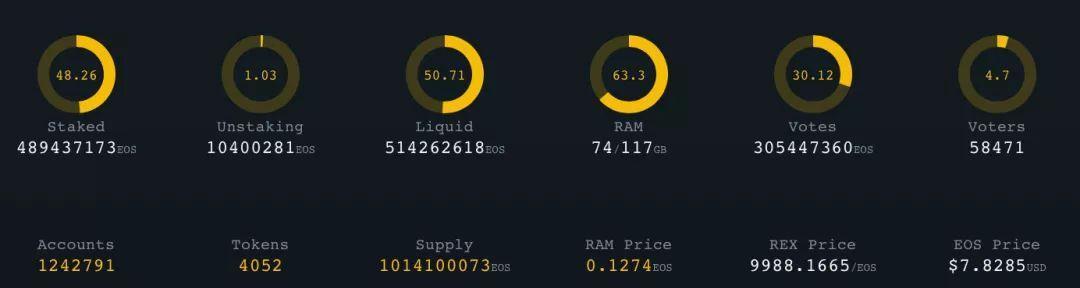 48.26 1.03 50.71 63.3 30.12 4.7
Staked Unstaking Liquid RAM Votes Voters
489437173EOS 10400281EOS 514262618EOS 74/117GB 305447360EOS 58471
Accounts Tokens Supply RAM Price REX Price EOS Price
1242791 4052 1014100073EOS 0.1274EOS 9988.1665/EOS $7.8285USD